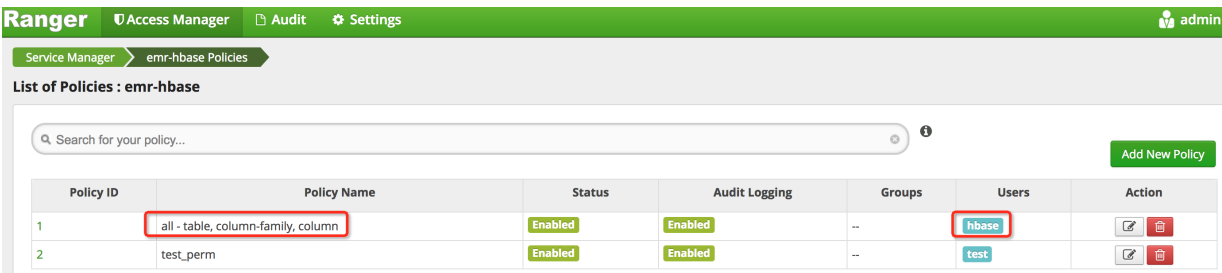 Ranger Access Manager Audit Settings admin
Service Manager emr-hbase Policies
List of Policies : emr-hbase
Search for your policy...
Add New Policy
Policy ID Policy Name Status Audit Logging Groups Users Action
1 all - table, column-family, column Enabled Enabled -- hbase
2 test_perm Enabled Enabled -- test